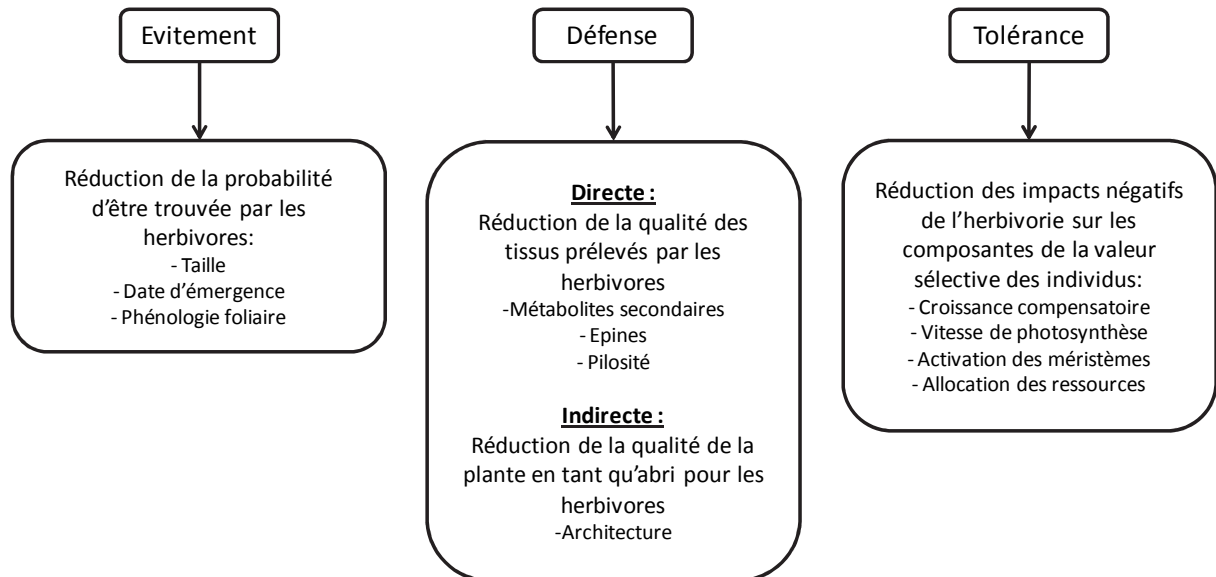 Evitement
Réduction de la probabilité
d'être trouvée par les
herbivores:
- Taille
- Date d'émergence
- Phénologie foliaire
Défense
Directe :
Réduction de la qualité des
tissus prélevés par les
herbivores
-Métabolites secondaires
- Epines
- Pilosité
Indirecte :
Réduction de la qualité de la
plante en tant qu'abri pour les
herbivores
-Architecture
Tolérance
Réduction des impacts négatifs
de l'herbivorie sur les
composantes de la valeur
sélective des individus:
- Croissance compensatoire
- Vitesse de photosynthèse
- Activation des méristèmes
- Allocation des ressources